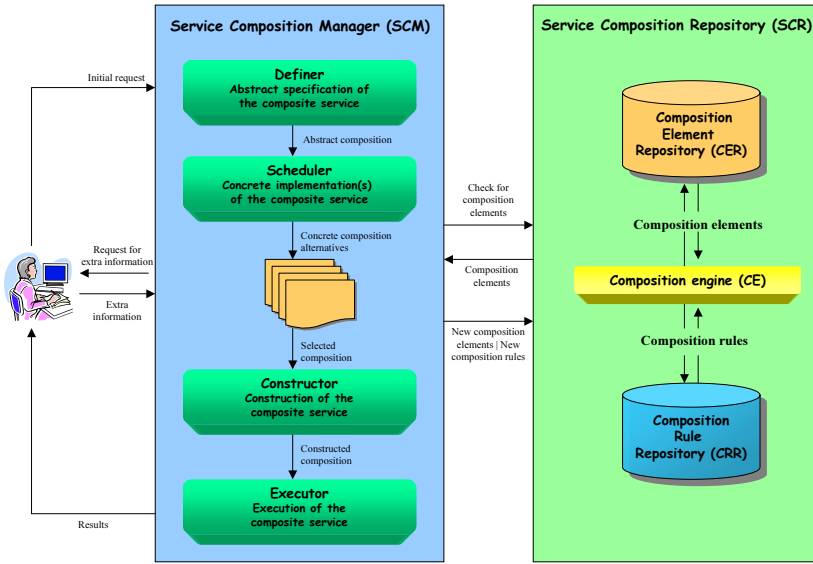 Service Composition Manager (SCM)
Initial request
Definer
Abstract specification of
the composite service
Abstract composition
Scheduler
Concrete implementation(s)
of the composite service
Concrete composition
alternatives
Request for
extra information
Extra
information
Selected
composition
Constructor
Construction of the
composite service
Constructed
composition
Executor
Execution of the
composite service
Results
Check for
composition
elements
Composition
elements
New composition
elements | New
composition rules
Service Composition Repository (SCR)
Composition
Element
Repository (CER)
Composition elements
Composition engine (CE)
Composition rules
Composition
Rule
Repository (CRR)